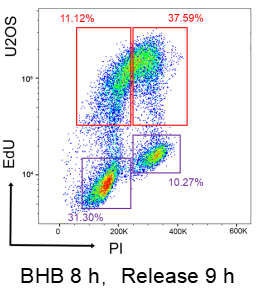 11.12% 37.59%
U2OS
10⁵
EdU
10⁴
10.27%
31.30%
0 200K 400K 600K
PI
BHB 8 h, Release 9 h